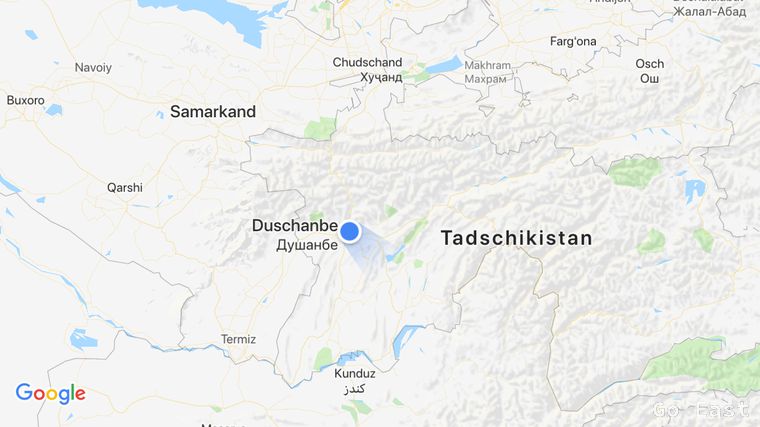 Жалал-Абад
Farg'ona
Chudschand
Хуҷанд
Makhram
Махрам
Osch
Ош
Navoiy
Buxoro
Samarkand
Qarshi
Duschanbe
Душанбе
Tadschikistan
Termiz
Kunduz
کندز
Google
Go East